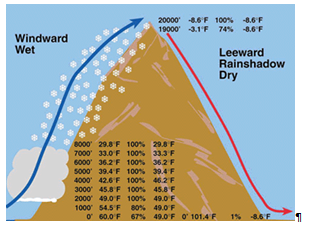 20000' -8.6°F 100% -8.6°F
19000' -3.1°F 74% -8.6°F
Windward
Wet
Leeward
Rainshadow
Dry
8000' 29.8°F 100% 29.8°F
7000' 33.0°F 100% 33.3°F
6000' 36.2°F 100% 36.2°F
5000' 39.4°F 100% 39.4°F
4000' 42.6°F 100% 46.2°F
3000' 45.8°F 100% 45.8°F
2000' 49.0°F 100% 49.0°F
1000' 54.5°F 80% 49.0°F
0' 60.0°F 67% 49.0°F 0' 101.4°F 1% -8.6°F ¶